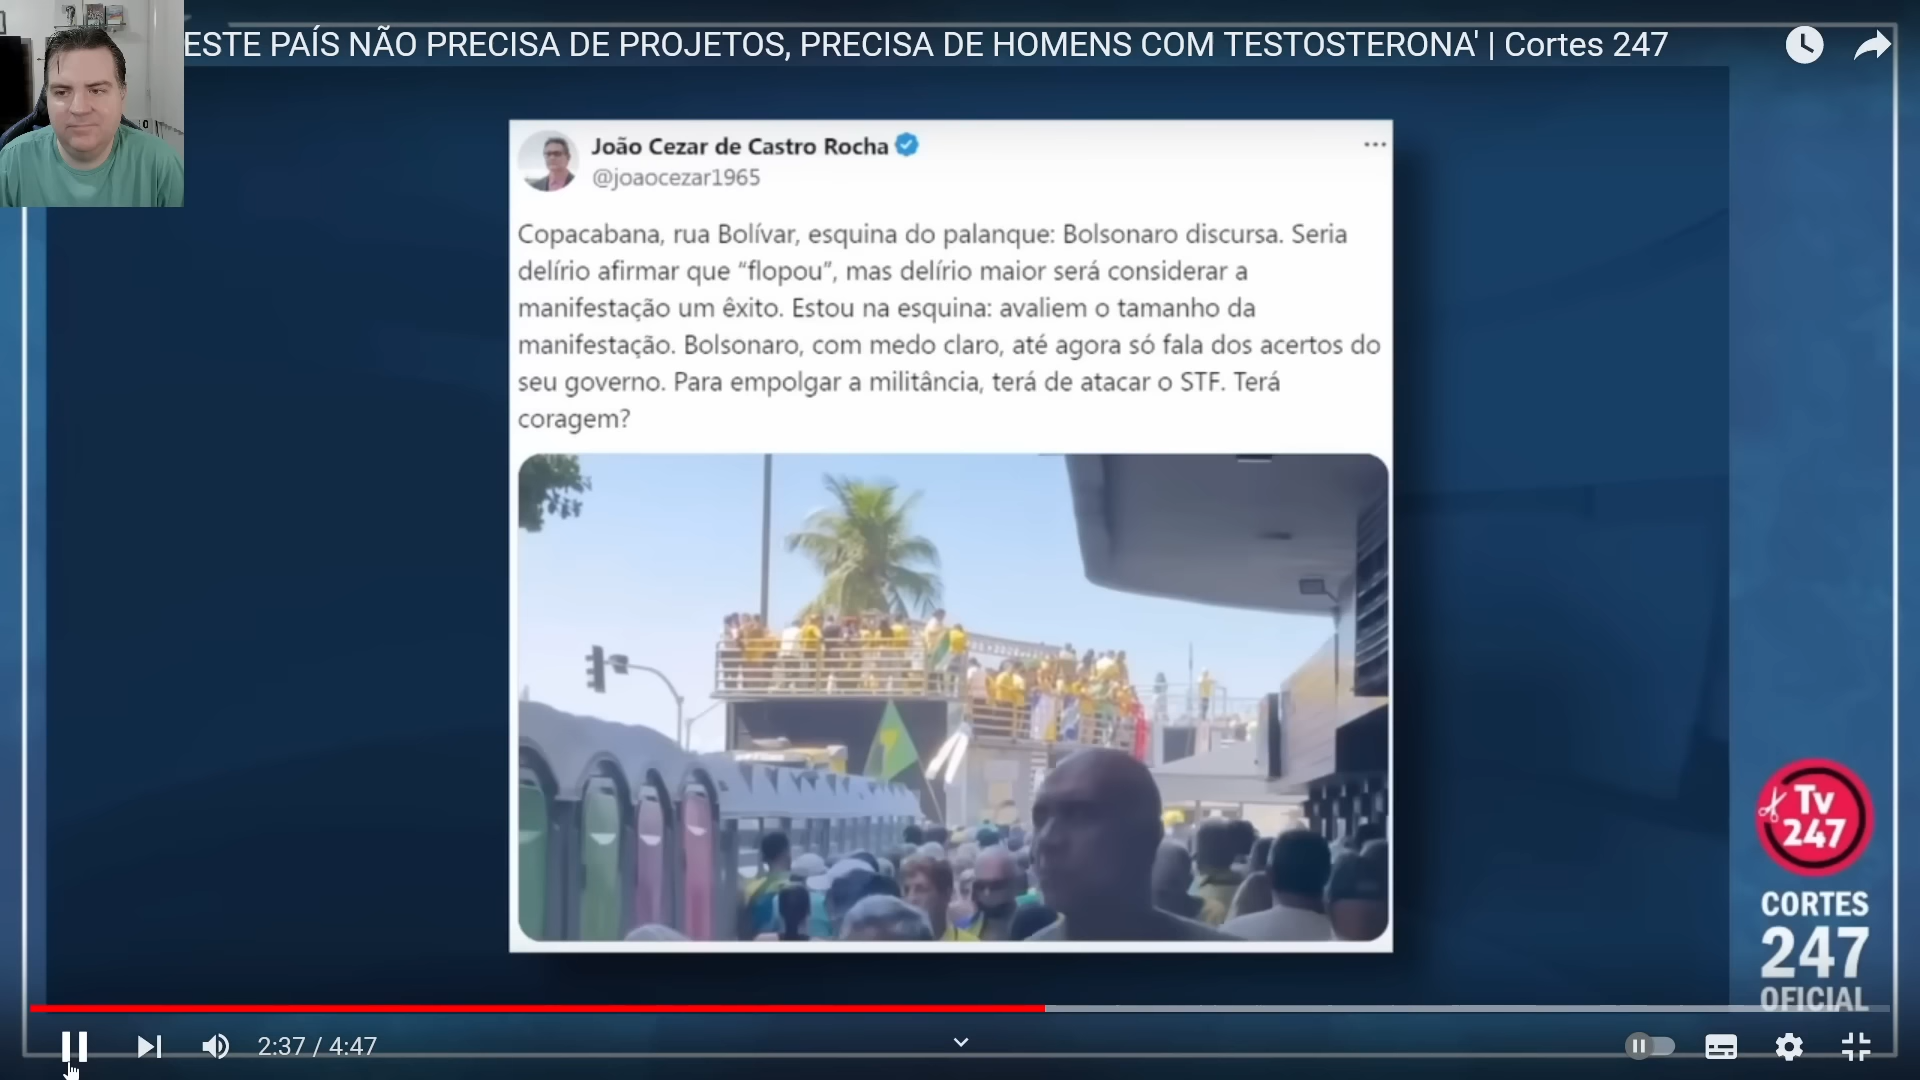 ESTE PAÍS NÃO PRECISA DE PROJETOS, PRECISA DE HOMENS COM TESTOSTERONA' | Cortes 247
João Cezar de Castro Rocha
@joaocezar1965
Copacabana, rua Bolívar, esquina do palanque: Bolsonaro discursa. Seria
delírio afirmar que “flopou”, mas delírio maior será considerar a
manifestação um êxito. Estou na esquina: avaliem o tamanho da
manifestação. Bolsonaro, com medo claro, até agora só fala dos acertos do
seu governo. Para empolgar a militância, terá de atacar o STF. Terá
coragem?
Tv
247
CORTES
247
OFICIAL
2:37 / 4:47